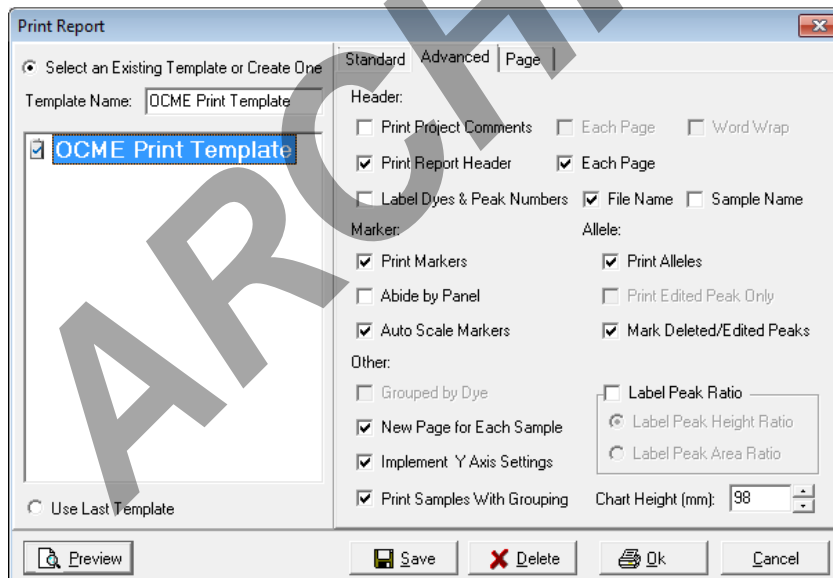 Print Report
Select an Existing Template or Create One
Template Name: OCME Print Template
OCME Print Template
Use Last Template
Standard Advanced Page
Header:
Print Project Comments Each Page Word Wrap
Print Report Header Each Page
Label Dyes & Peak Numbers File Name Sample Name
Marker: Allele:
Print Markers Print Alleles
Abide by Panel Print Edited Peak Only
Auto Scale Markers Mark Deleted/Edited Peaks
Other:
Grouped by Dye Label Peak Ratio
New Page for Each Sample Label Peak Height Ratio
Implement Y Axis Settings Label Peak Area Ratio
Print Samples With Grouping Chart Height (mm): 98
Preview Save Delete Ok Cancel